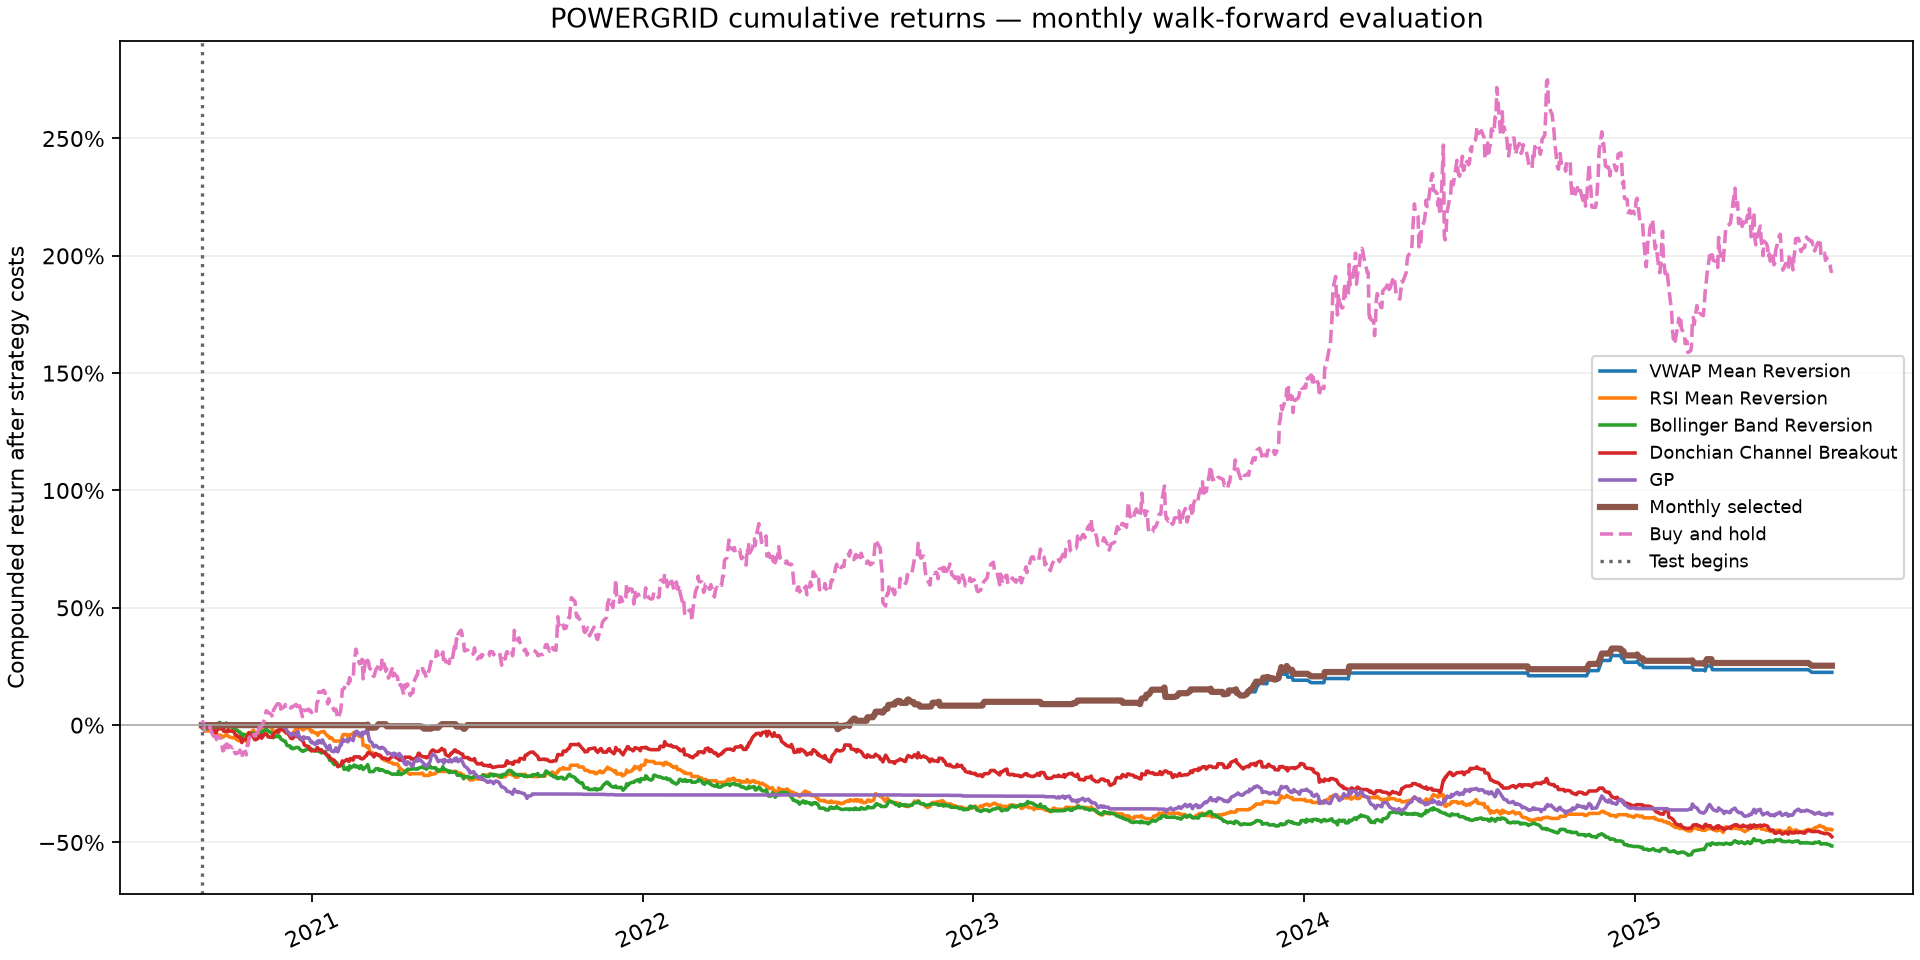 POWERGRID cumulative returns — monthly walk-forward evaluation
Compounded return after strategy costs
250%
200%
150%
100%
50%
0%
−50%
VWAP Mean Reversion
RSI Mean Reversion
Bollinger Band Reversion
Donchian Channel Breakout
GP
Monthly selected
Buy and hold
Test begins
2021
2022
2023
2024
2025